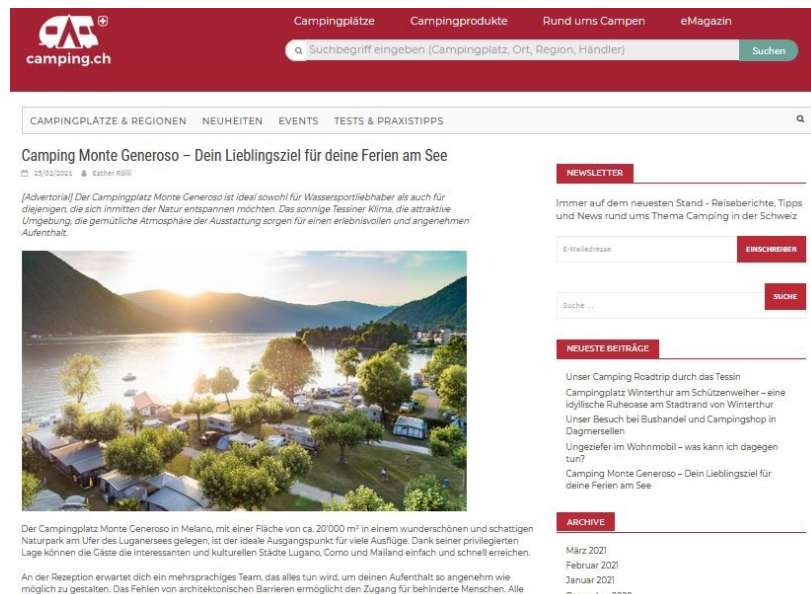 camping.ch
Campingplätze Campingprodukte Rund ums Campen eMagazin
Suchbegriff eingeben (Campingplatz, Ort, Region, Händler) Suchen
CAMPINGPLÄTZE & REGIONEN NEUHEITEN EVENTS TESTS & PRAXISTIPPS
Camping Monte Generoso – Dein Lieblingsziel für deine Ferien am See
25/02/2021 Esther Rölli
[Advertorial] Der Campingplatz Monte Generoso ist ideal sowohl für Wassersportliebhaber als auch für
diejenigen, die sich inmitten der Natur entspannen möchten. Das sonnige Tessiner Klima, die attraktive
Umgebung, die gemütliche Atmosphäre der Ausstattung sorgen für einen erlebnisvollen und angenehmen
Aufenthalt.
Der Campingplatz Monte Generoso in Melano, mit einer Fläche von ca. 20'000 m² in einem wunderschönen und schattigen
Naturpark am Ufer des Luganersees gelegen, ist der ideale Ausgangspunkt für viele Ausflüge. Dank seiner privilegierten
Lage können die Gäste die interessanten und kulturellen Städte Lugano, Como und Mailand einfach und schnell erreichen.
An der Rezeption erwartet dich ein mehrsprachiges Team, das alles tun wird, um deinen Aufenthalt so angenehm wie
möglich zu gestalten. Das Fehlen von architektonischen Barrieren ermöglicht den Zugang für behinderte Menschen. Alle
NEWSLETTER
Immer auf dem neuesten Stand - Reiseberichte, Tipps
und News rund ums Thema Camping in der Schweiz
E-Mailadresse EINSCHREIBEN
Suche ... SUCHE
NEUESTE BEITRÄGE
Unser Camping Roadtrip durch das Tessin
Campingplatz Winterthur am Schützenweiher – eine
idyllische Ruheoase am Stadtrand von Winterthur
Unser Besuch bei Bushandel und Campingshop in
Dagmersellen
Ungeziefer im Wohnmobil – was kann ich dagegen
tun?
Camping Monte Generoso – Dein Lieblingsziel für
deine Ferien am See
ARCHIVE
März 2021
Februar 2021
Januar 2021